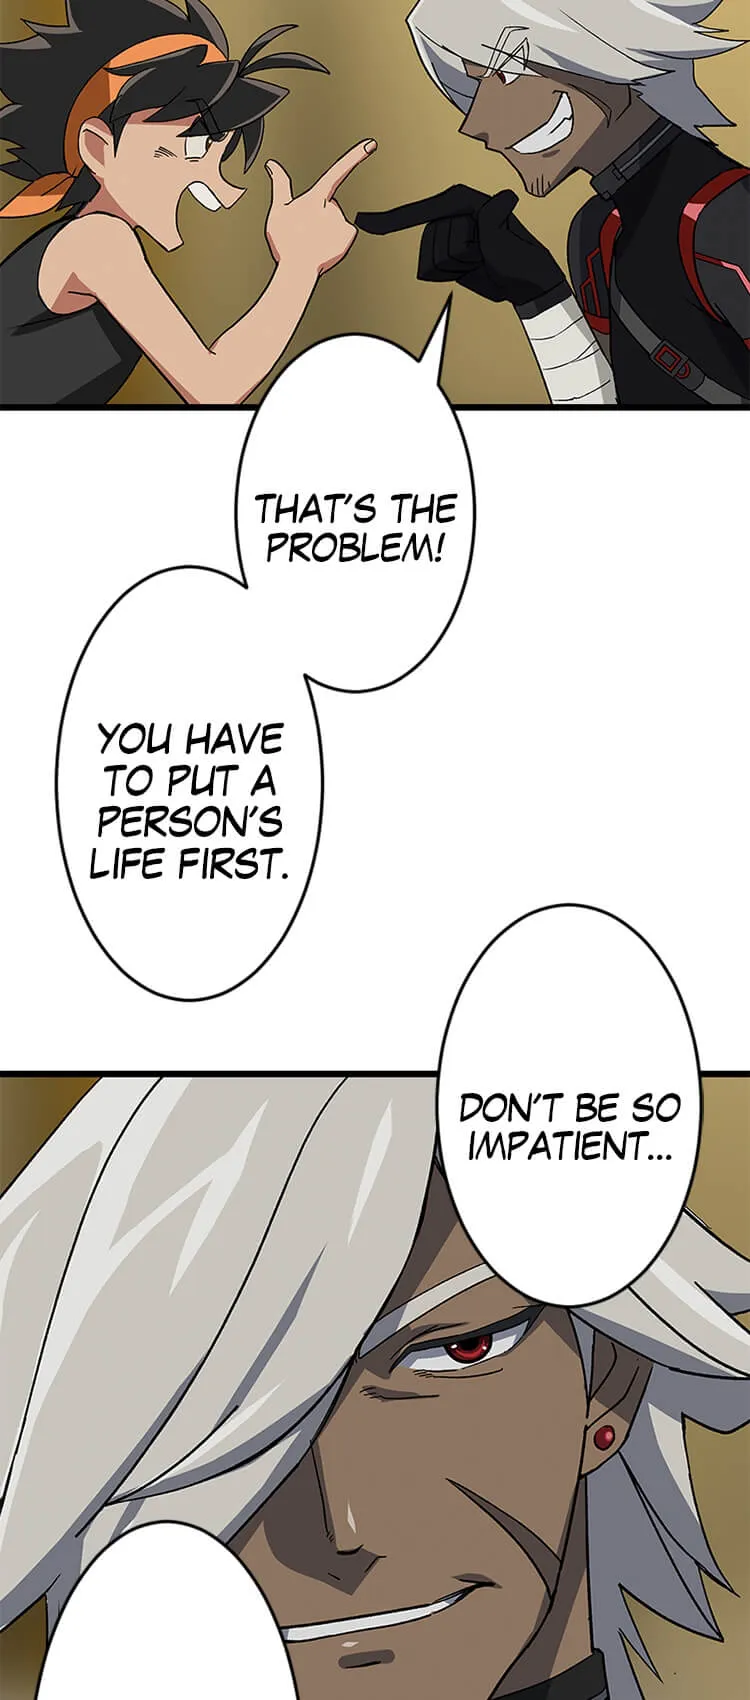 THAT'S THE
PROBLEM!
YOU HAVE
TO PUT A
PERSON'S
LIFE FIRST.
DON'T BE SO
IMPATIENT...